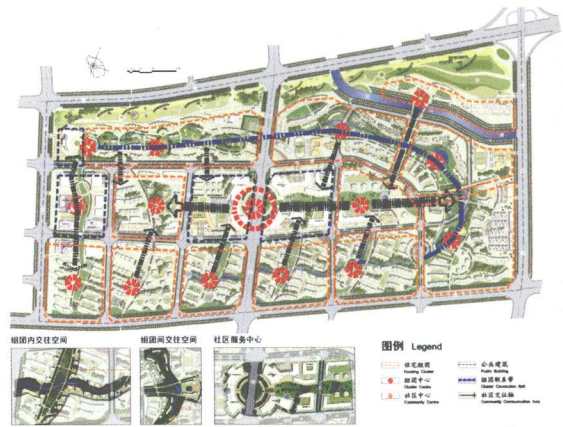 组团内交往空间
组团间交往空间
社区服务中心
图例 Legend
住宅组团
Housing Cluster
公共建筑
Public Building
组团中心
Cluster Centre
组团联系带
Cluster Connection Belt
社区中心
Community Centre
社区交往轴
Community Communication Axis